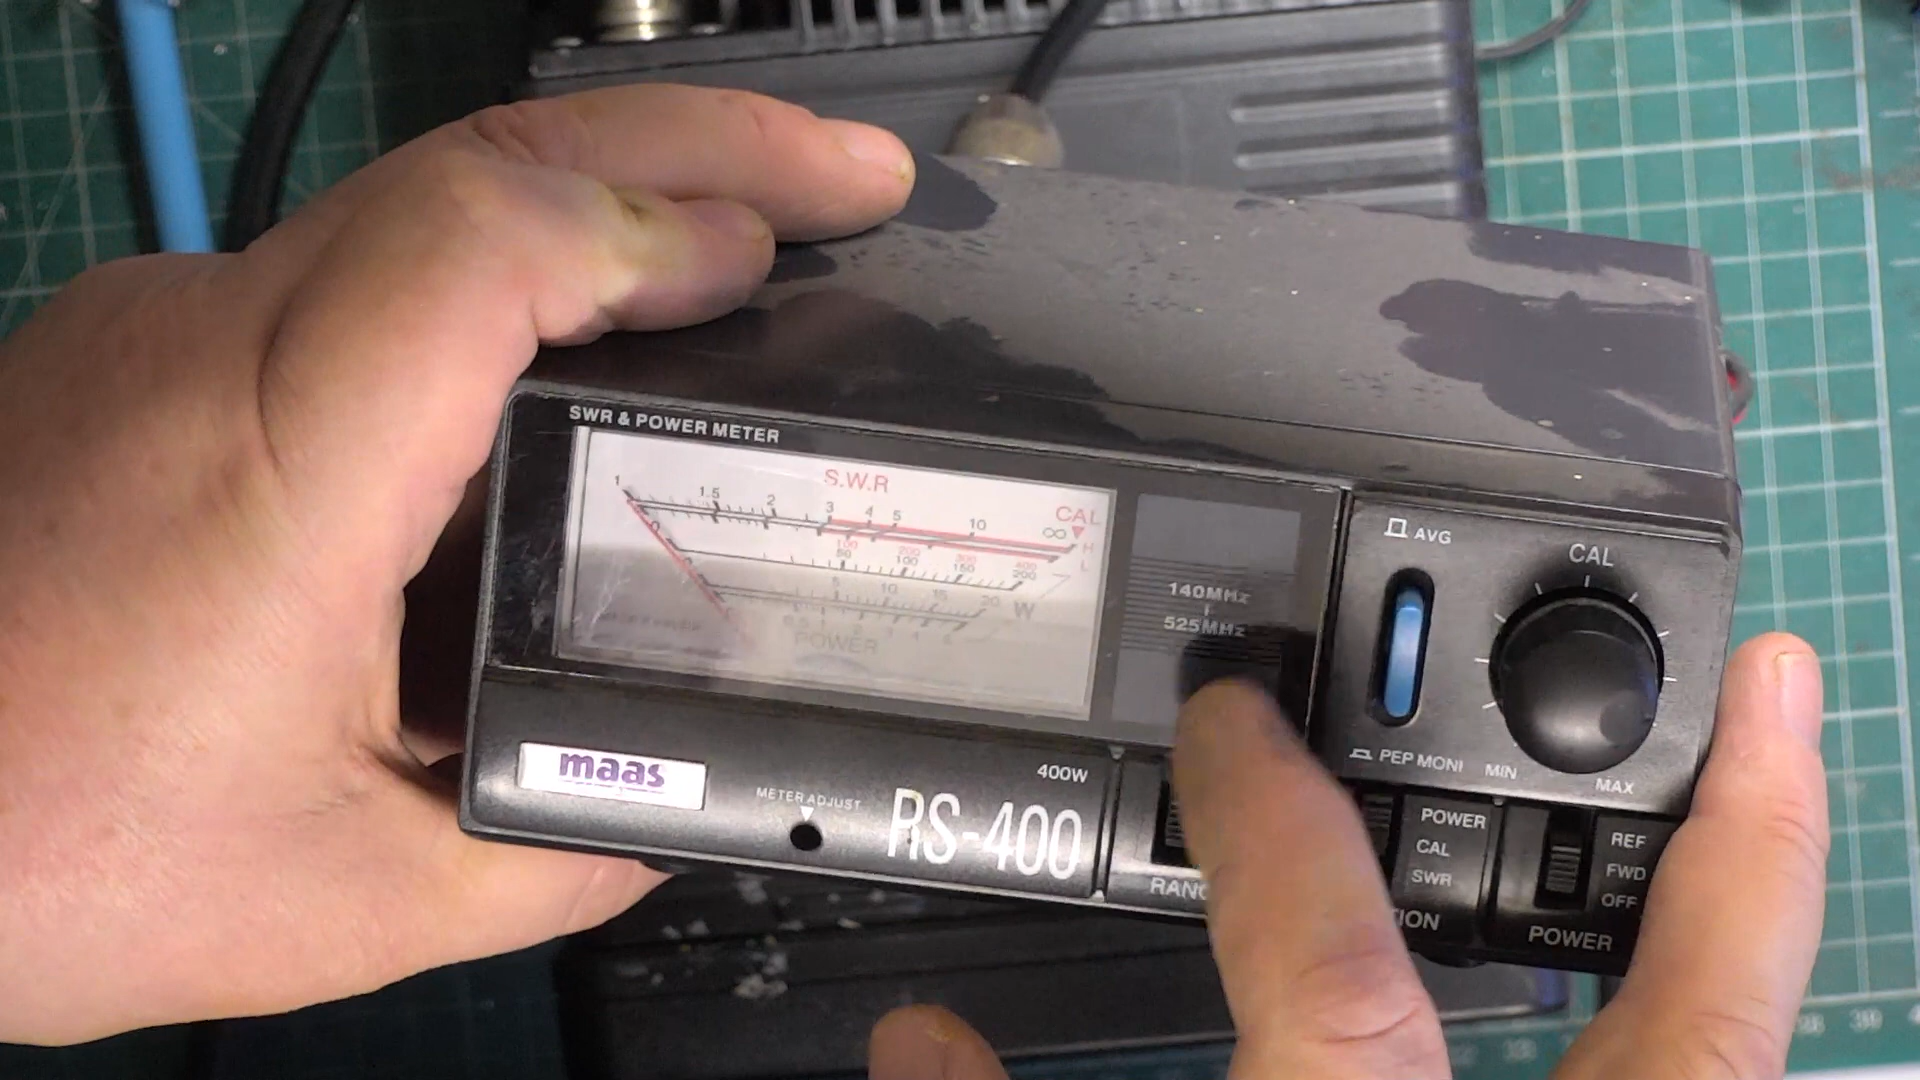 SWR & POWER METER
S.W.R
1 1.5 2 3 4 5 10 ∞
CAL
H
L
0 100 200 300 400
50 100 150 200
5 10 15 20 W
POWER
140MHz
525MHz
AVG
CAL
PEP MONI
MIN
MAX
maas
METER ADJUST
RS-400
400W
POWER
CAL
SWR
REF
FWD
OFF
POWER
39